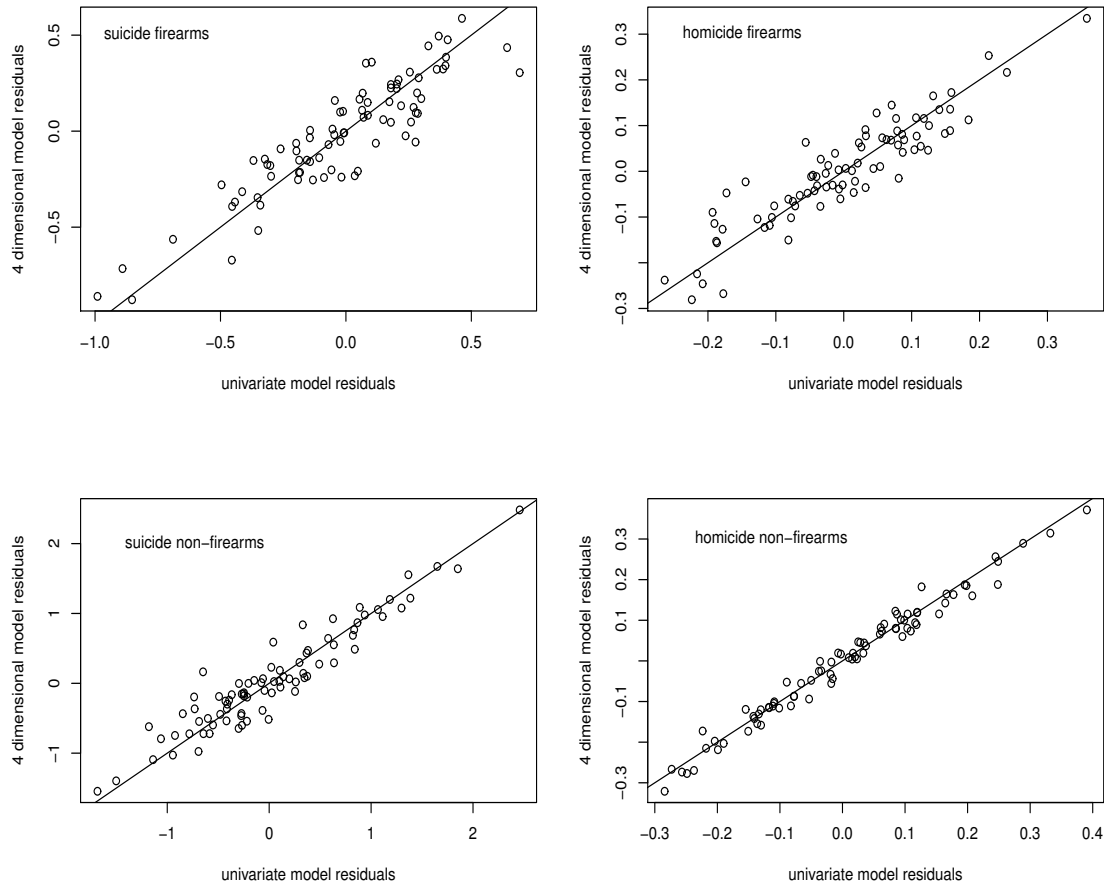 suicide firearms
4 dimensional model residuals
0.5
0.0
−0.5
−1.0 −0.5 0.0 0.5
univariate model residuals
homicide firearms
4 dimensional model residuals
0.3
0.2
0.1
0.0
−0.1
−0.3
−0.2 −0.1 0.0 0.1 0.2 0.3
univariate model residuals
suicide non−firearms
4 dimensional model residuals
2
1
0
−1
−1 0 1 2
univariate model residuals
homicide non−firearms
4 dimensional model residuals
0.3
0.2
0.1
0.0
−0.1
−0.3
−0.3 −0.2 −0.1 0.0 0.1 0.2 0.3 0.4
univariate model residuals